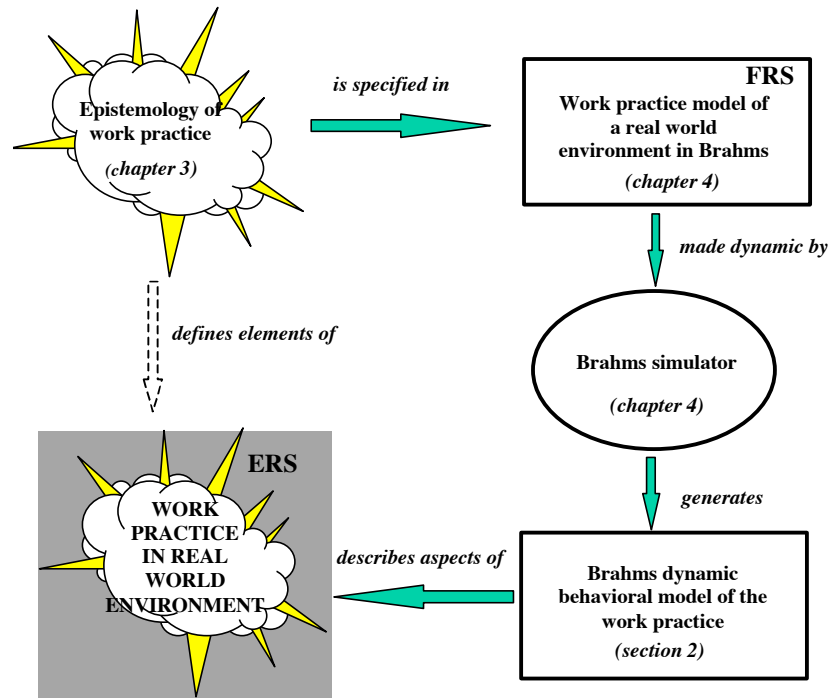 Epistemology of
work practice
(chapter 3)
is specified in
FRS
Work practice model of
a real world
environment in Brahms
(chapter 4)
made dynamic by
defines elements of
Brahms simulator
(chapter 4)
generates
ERS
WORK
PRACTICE
IN REAL
WORLD
ENVIRONMENT
describes aspects of
Brahms dynamic
behavioral model of the
work practice
(section 2)